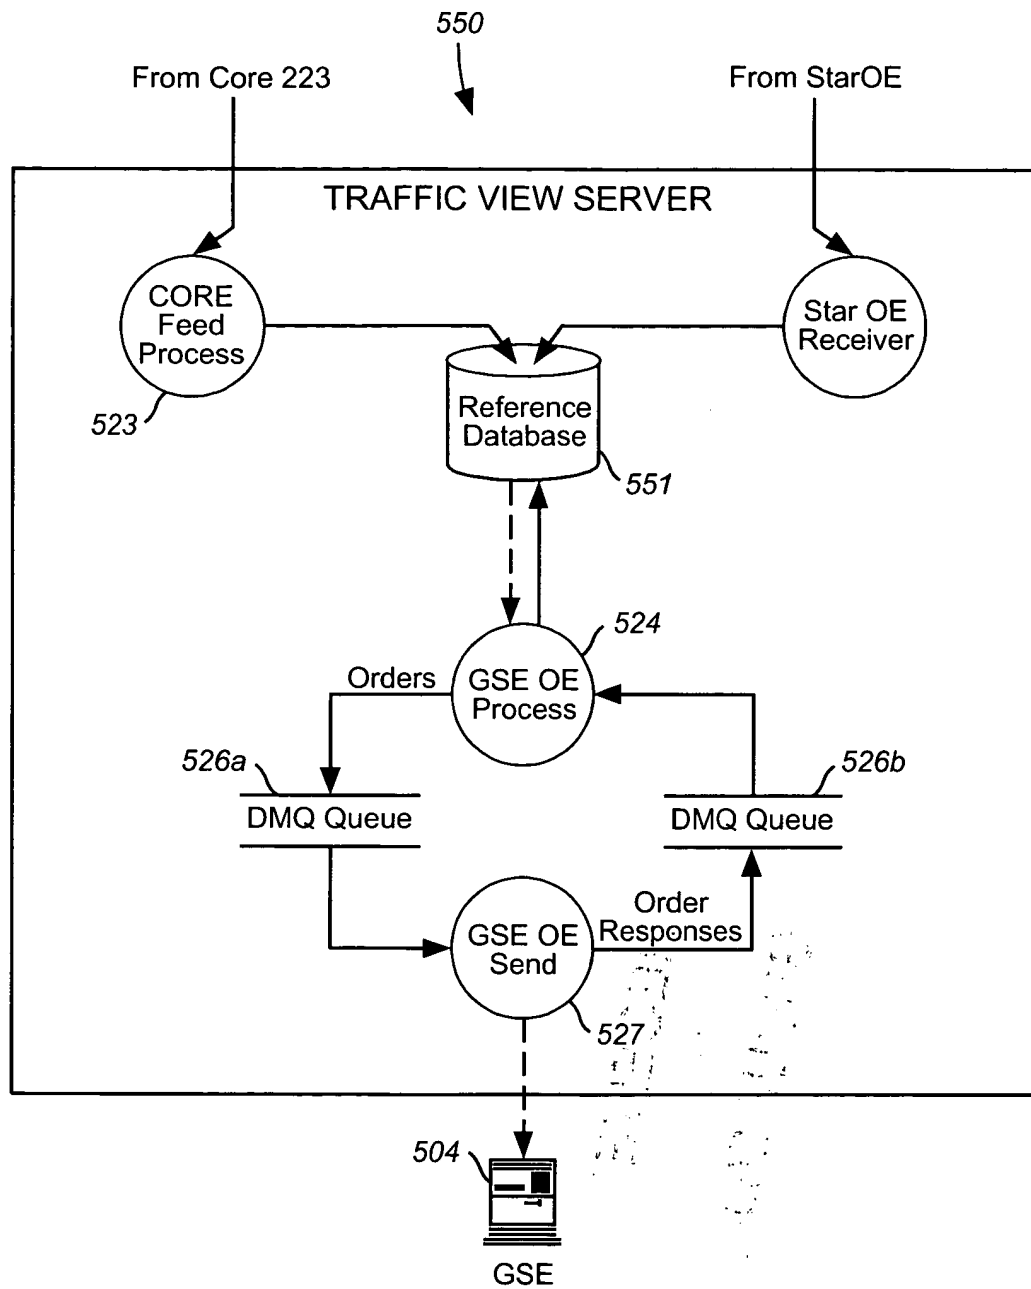 550
From Core 223
From StarOE
TRAFFIC VIEW SERVER
CORE
Feed
Process
523
Star OE
Receiver
Reference
Database
551
524
GSE OE
Process
Orders
526a
DMQ Queue
526b
DMQ Queue
GSE OE
Send
Order
Responses
527
504
GSE